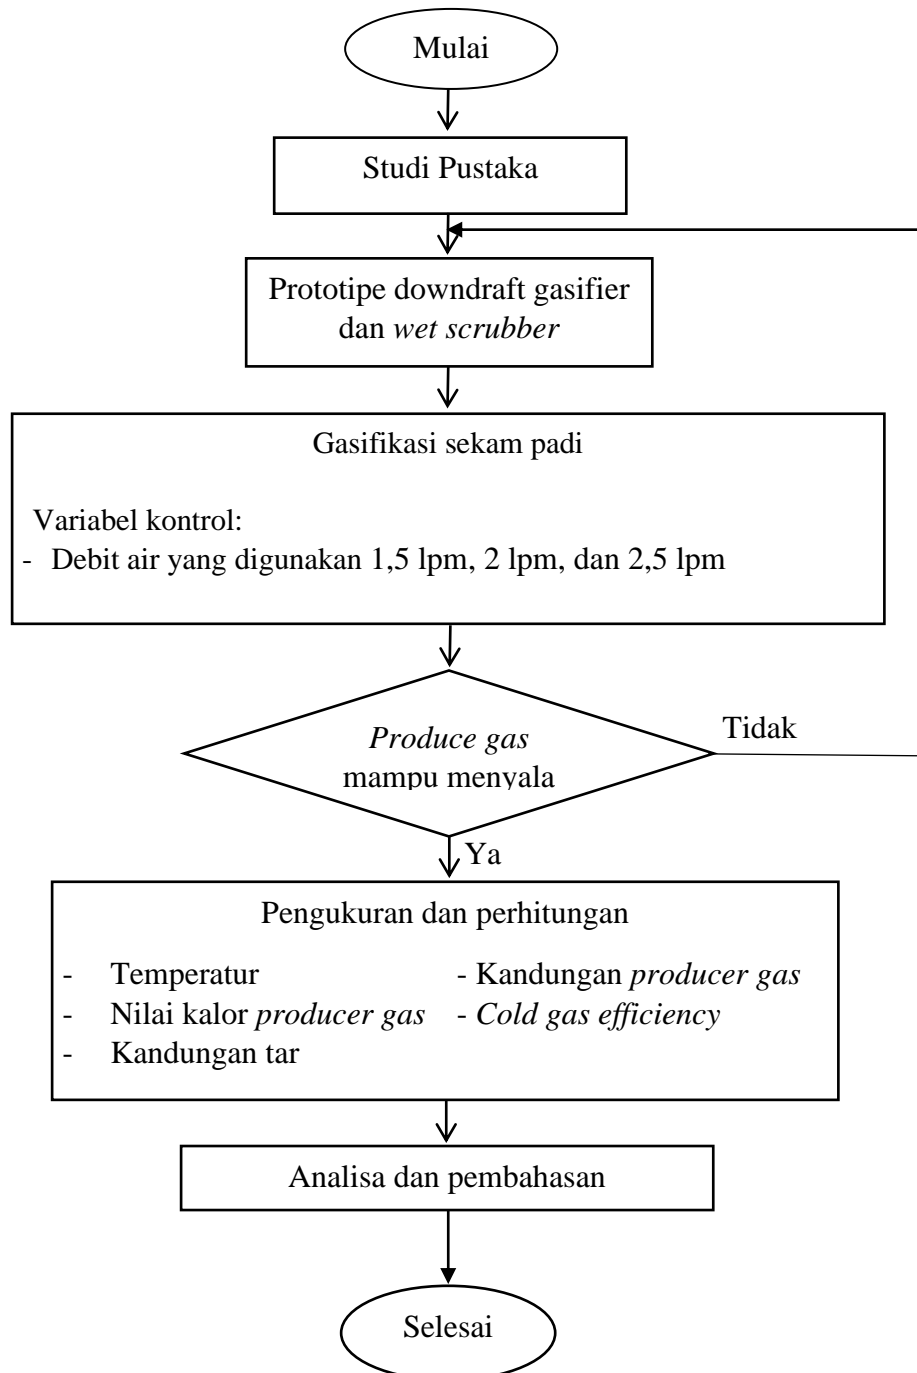 Mulai
Studi Pustaka
Prototipe downdraft gasifier
dan wet scrubber
Gasifikasi sekam padi
Variabel kontrol:
- Debit air yang digunakan 1,5 lpm, 2 lpm, dan 2,5 lpm
Produce gas
mampu menyala
Tidak
Ya
Pengukuran dan perhitungan
- Temperatur
- Nilai kalor producer gas
- Kandungan tar
- Kandungan producer gas
- Cold gas efficiency
Analisa dan pembahasan
Selesai